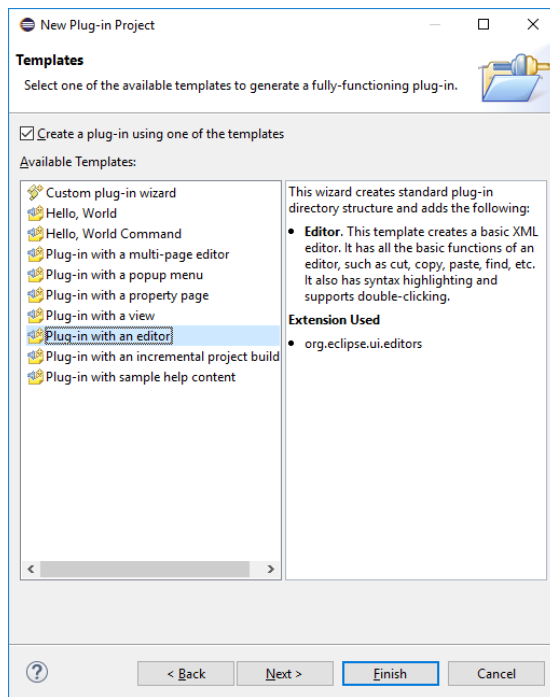 New Plug-in Project
Templates
Select one of the available templates to generate a fully-functioning plug-in.
Create a plug-in using one of the templates
Available Templates:
Custom plug-in wizard
Hello, World
Hello, World Command
Plug-in with a multi-page editor
Plug-in with a popup menu
Plug-in with a property page
Plug-in with a view
Plug-in with an editor
Plug-in with an incremental project build
Plug-in with sample help content
This wizard creates standard plug-in
directory structure and adds the following:
• Editor. This template creates a basic XML
editor. It has all the basic functions of an
editor, such as cut, copy, paste, find, etc.
It also has syntax highlighting and
supports double-clicking.
Extension Used
• org.eclipse.ui.editors
? < Back Next > Finish Cancel